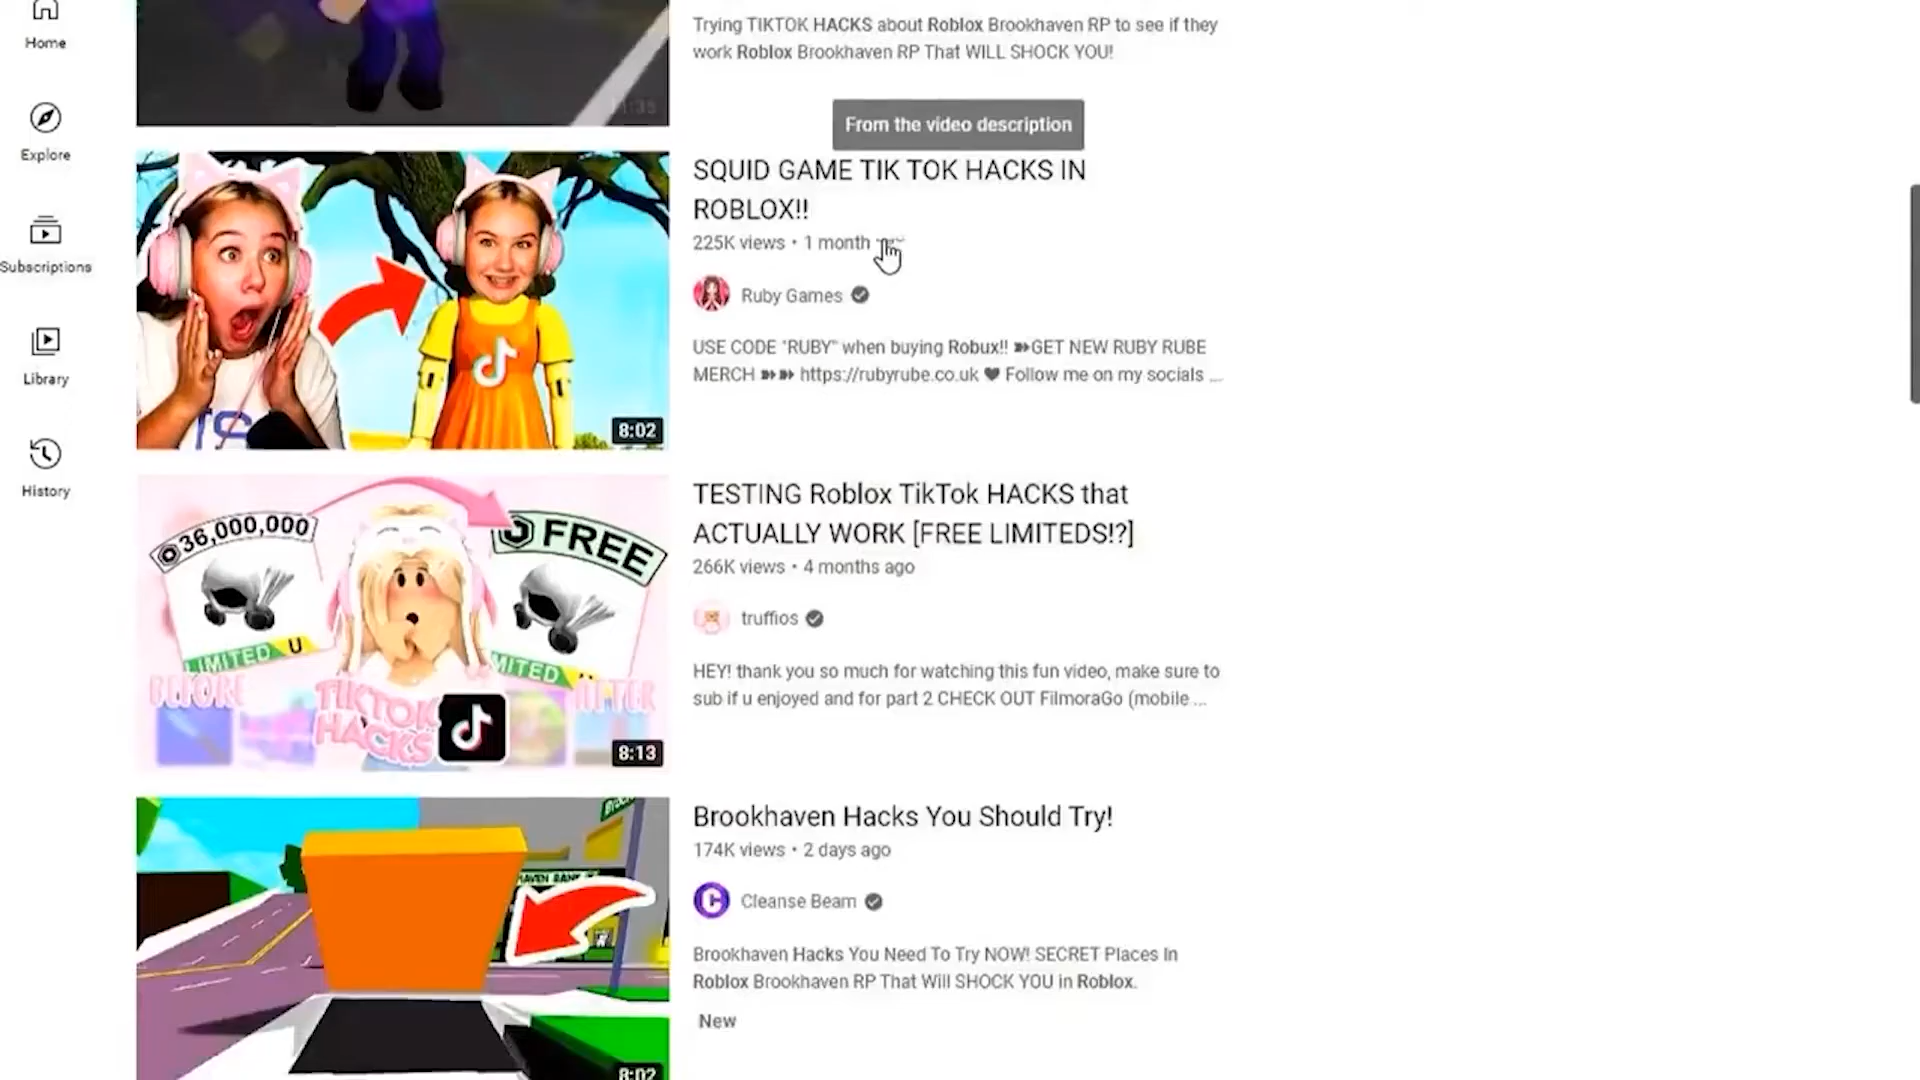 Home
Explore
Subscriptions
Library
History
11:35
Trying TIKTOK HACKS about Roblox Brookhaven RP to see if they
work Roblox Brookhaven RP That WILL SHOCK YOU!
From the video description
SQUID GAME TIK TOK HACKS IN
ROBLOX!!
225K views • 1 month
Ruby Games
USE CODE "RUBY" when buying Robux!! ➽GET NEW RUBY RUBE
MERCH ➽➽ https://rubyrube.co.uk ♥ Follow me on my socials ...
8:02
36,000,000
FREE
LIMITED U
LIMITED
BEFORE
AFTER
TIKTOK
HACKS
8:13
TESTING Roblox TikTok HACKS that
ACTUALLY WORK [FREE LIMITEDS!?]
266K views • 4 months ago
truffios
HEY! thank you so much for watching this fun video, make sure to
sub if u enjoyed and for part 2 CHECK OUT FilmoraGo (mobile ...
8:02
Brookhaven Hacks You Should Try!
174K views • 2 days ago
Cleanse Beam
Brookhaven Hacks You Need To Try NOW! SECRET Places In
Roblox Brookhaven RP That Will SHOCK YOU in Roblox.
New